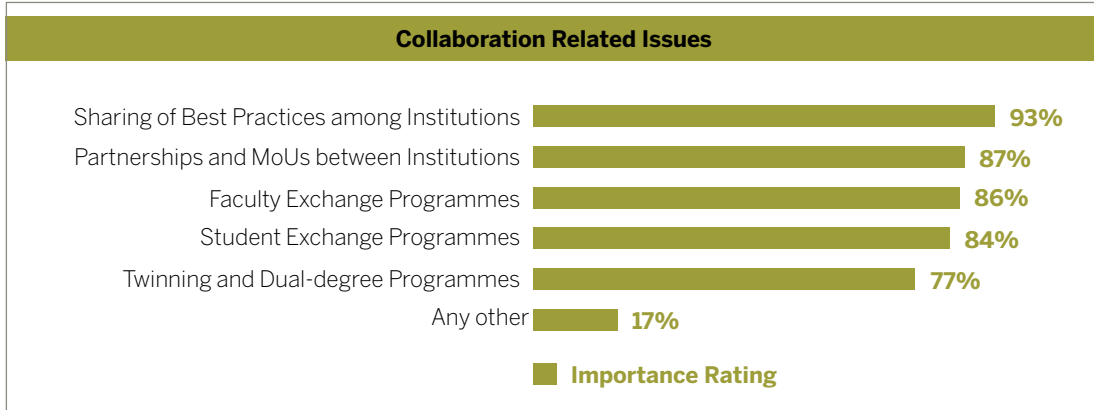 Collaboration Related Issues
Sharing of Best Practices among Institutions 93%
Partnerships and MoUs between Institutions 87%
Faculty Exchange Programmes 86%
Student Exchange Programmes 84%
Twinning and Dual-degree Programmes 77%
Any other 17%
Importance Rating